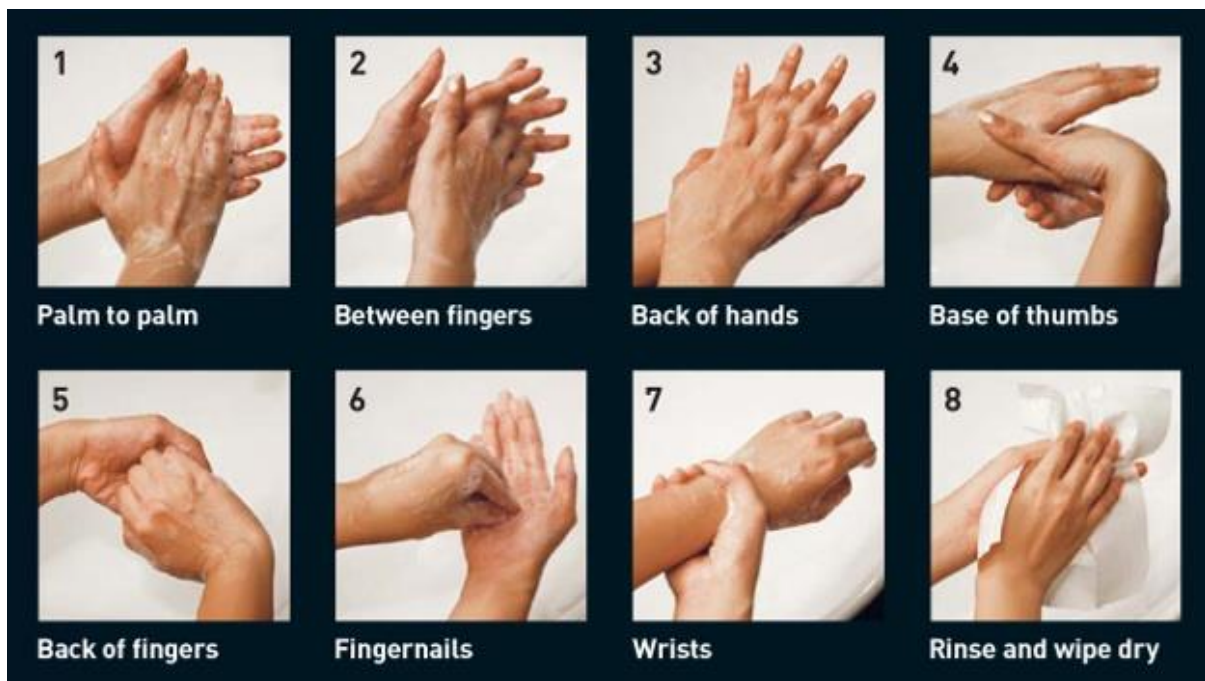 1
Palm to palm
2
Between fingers
3
Back of hands
4
Base of thumbs
5
Back of fingers
6
Fingernails
7
Wrists
8
Rinse and wipe dry